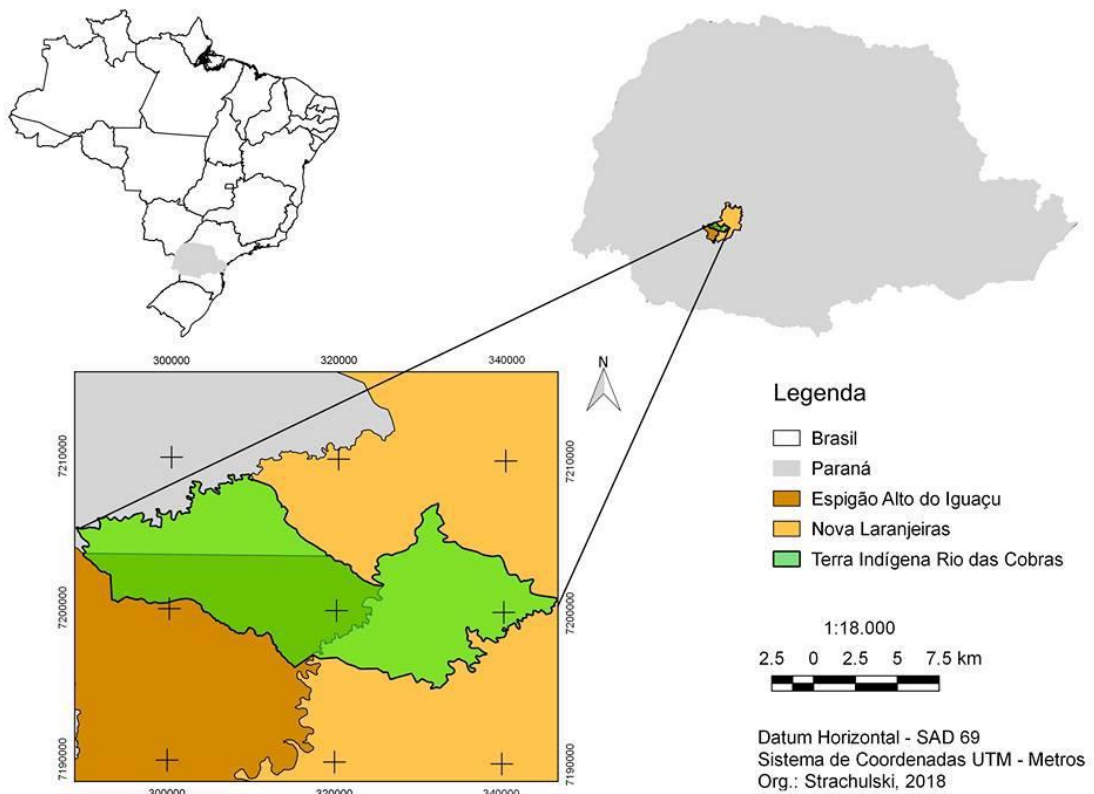 300000 320000 340000
N
7210000 7210000
7200000 7200000
7190000 7190000
300000 320000 340000
Legenda
Brasil
Paraná
Espigão Alto do Iguaçu
Nova Laranjeiras
Terra Indígena Rio das Cobras
1:18.000
2.5 0 2.5 5 7.5 km
Datum Horizontal - SAD 69
Sistema de Coordenadas UTM - Metros
Org.: Strachulski, 2018